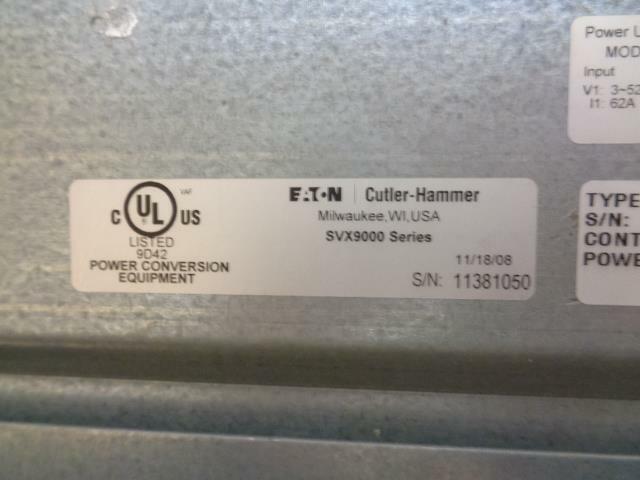 Power U
MOD
Input
V1: 3~52
I1: 62A
C UL US
VAF
®
LISTED
9D42
POWER CONVERSION
EQUIPMENT
EATON | Cutler-Hammer
Milwaukee,WI,USA
SVX9000 Series
11/18/08
S/N: 11381050
TYPE
S/N:
CONT
POWE